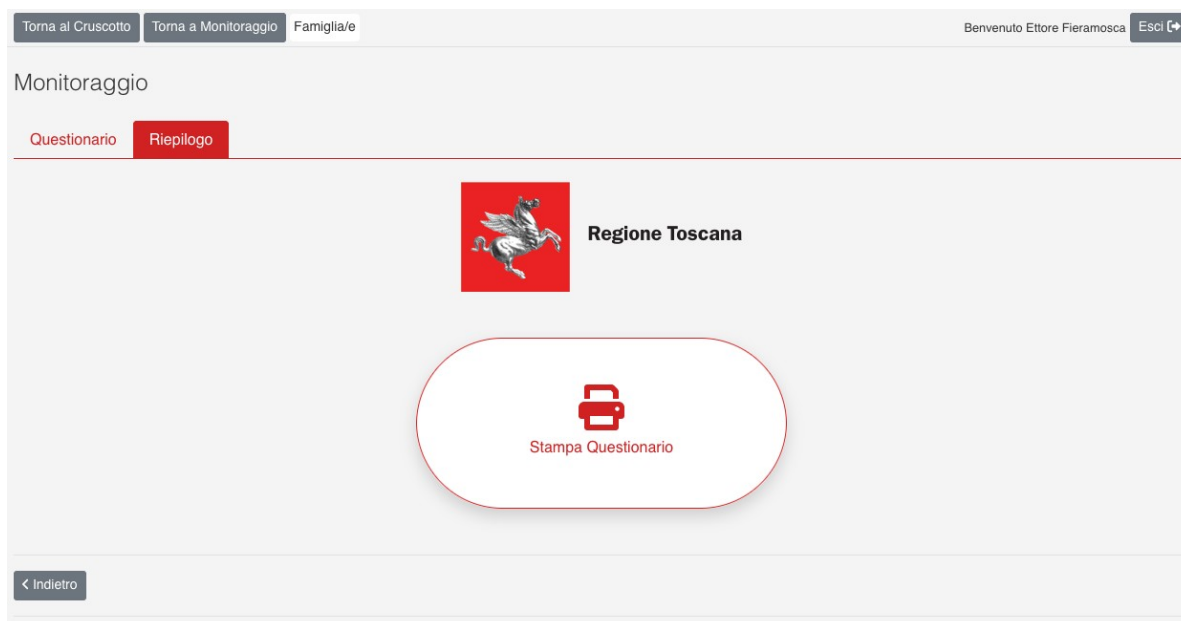 Torna al Cruscotto Torna a Monitoraggio Famiglia/e Benvenuto Ettore Fieramosca Esci
Monitoraggio
Questionario Riepilogo
Regione Toscana
Stampa Questionario
< Indietro